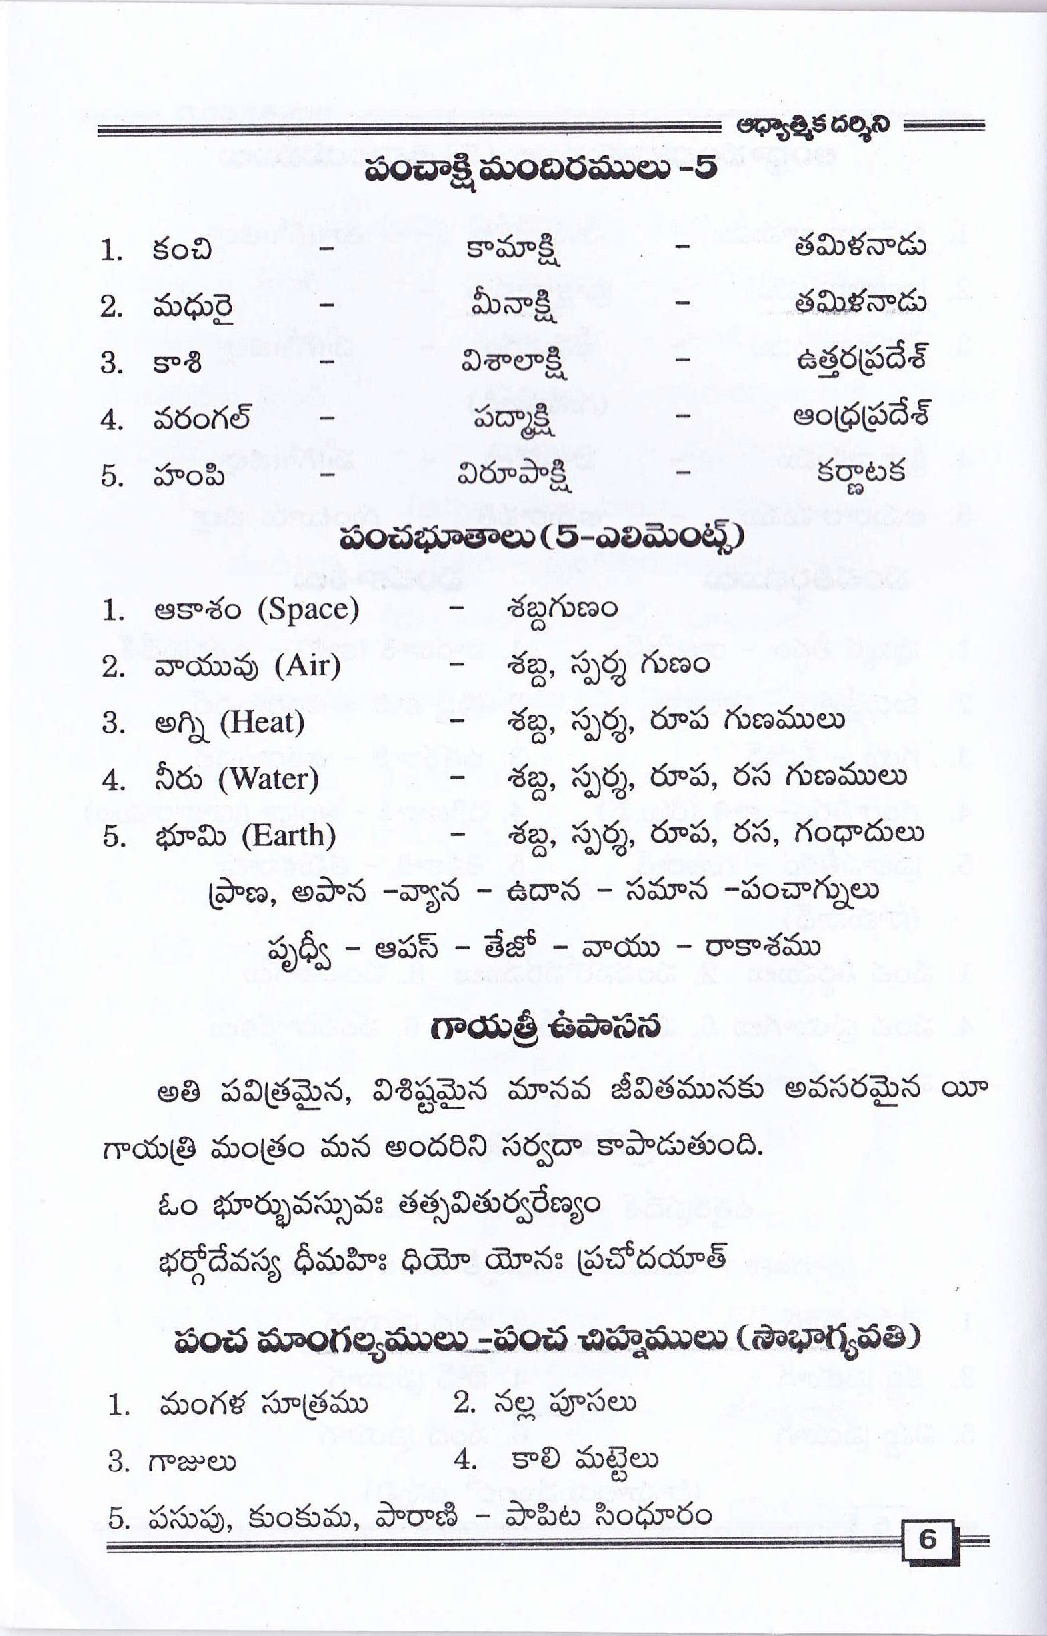 ఆధ్యాత్మిక దర్శిని
పంచాక్షి మందిరములు -5
1. కంచి - కామాక్షి - తమిళనాడు
2. మధురై - మీనాక్షి - తమిళనాడు
3. కాశి - విశాలాక్షి - ఉత్తరప్రదేశ్
4. వరంగల్ - పద్మాక్షి - ఆంధ్రప్రదేశ్
5. హంపి - విరూపాక్షి - కర్ణాటక
పంచభూతాలు (5-ఎలిమెంట్స్)
1. ఆకాశం (Space) - శబ్దగుణం
2. వాయువు (Air) - శబ్ద, స్పర్శ గుణం
3. అగ్ని (Heat) - శబ్ద, స్పర్శ, రూప గుణములు
4. నీరు (Water) - శబ్ద, స్పర్శ, రూప, రస గుణములు
5. భూమి (Earth) - శబ్ద, స్పర్శ, రూప, రస, గంధాదులు
ప్రాణ, అపాన -వ్యాన - ఉదాన - సమాన -పంచాగ్నులు
పృథ్వీ - ఆపస్ - తేజో - వాయు - రాకాశము
గాయత్రీ ఉపాసన
అతి పవిత్రమైన, విశిష్టమైన మానవ జీవితమునకు అవసరమైన యీ
గాయత్రి మంత్రం మన అందరిని సర్వదా కాపాడుతుంది.
ఓం భూర్భువస్సువః తత్సవితుర్వరేణ్యం
భర్గోదేవస్య ధీమహిః ధియో యోనః ప్రచోదయాత్
పంచ మాంగల్యములు -పంచ చిహ్నములు (సౌభాగ్యవతి)
1. మంగళ సూత్రము 2. నల్ల పూసలు
3. గాజులు 4. కాలి మట్టెలు
5. పసుపు, కుంకుమ, పారాణి - పాపిట సింధూరం
6